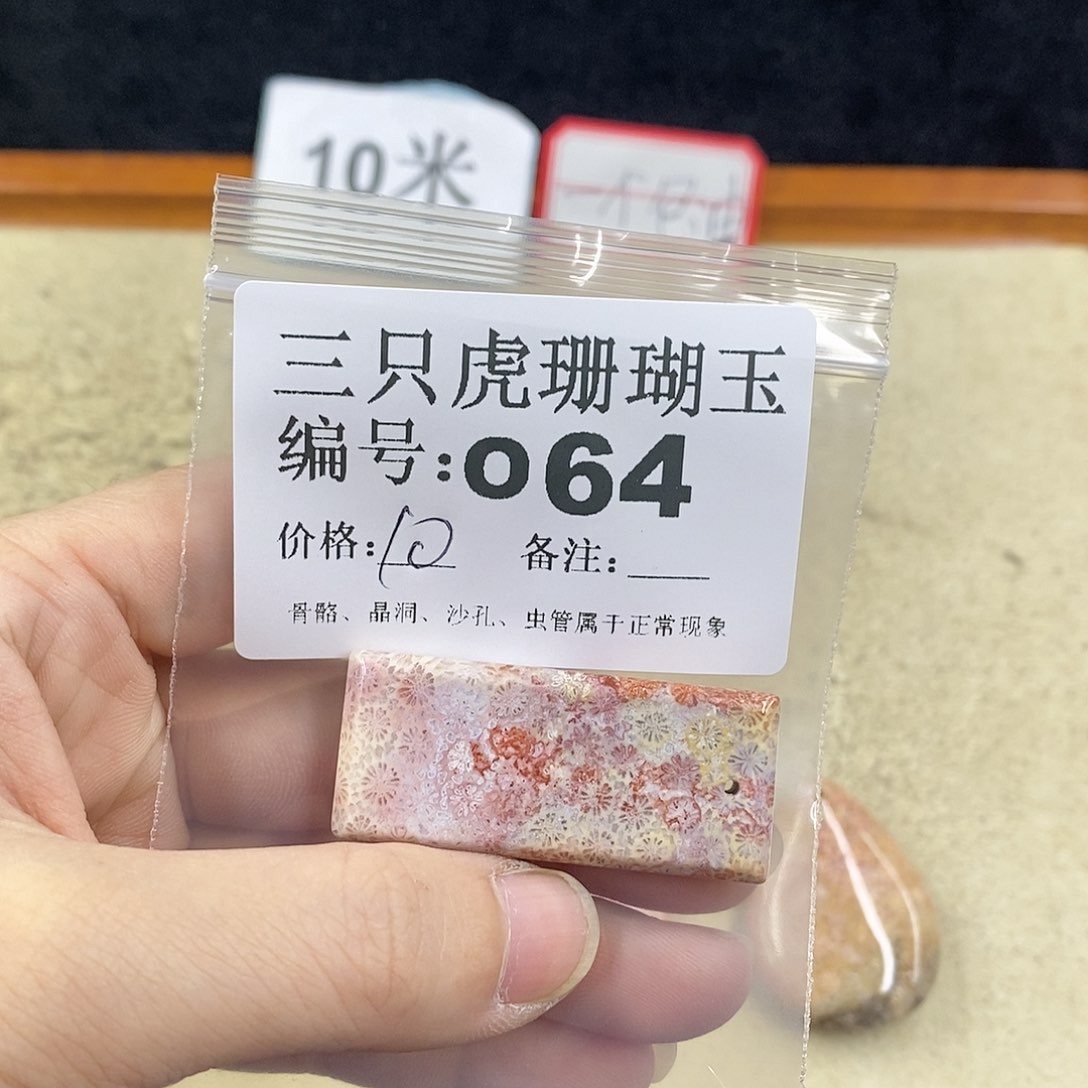 10米
三只虎珊瑚玉
编号:064
价格:10 备注:___
骨骼、晶洞、沙孔、虫管属于正常现象